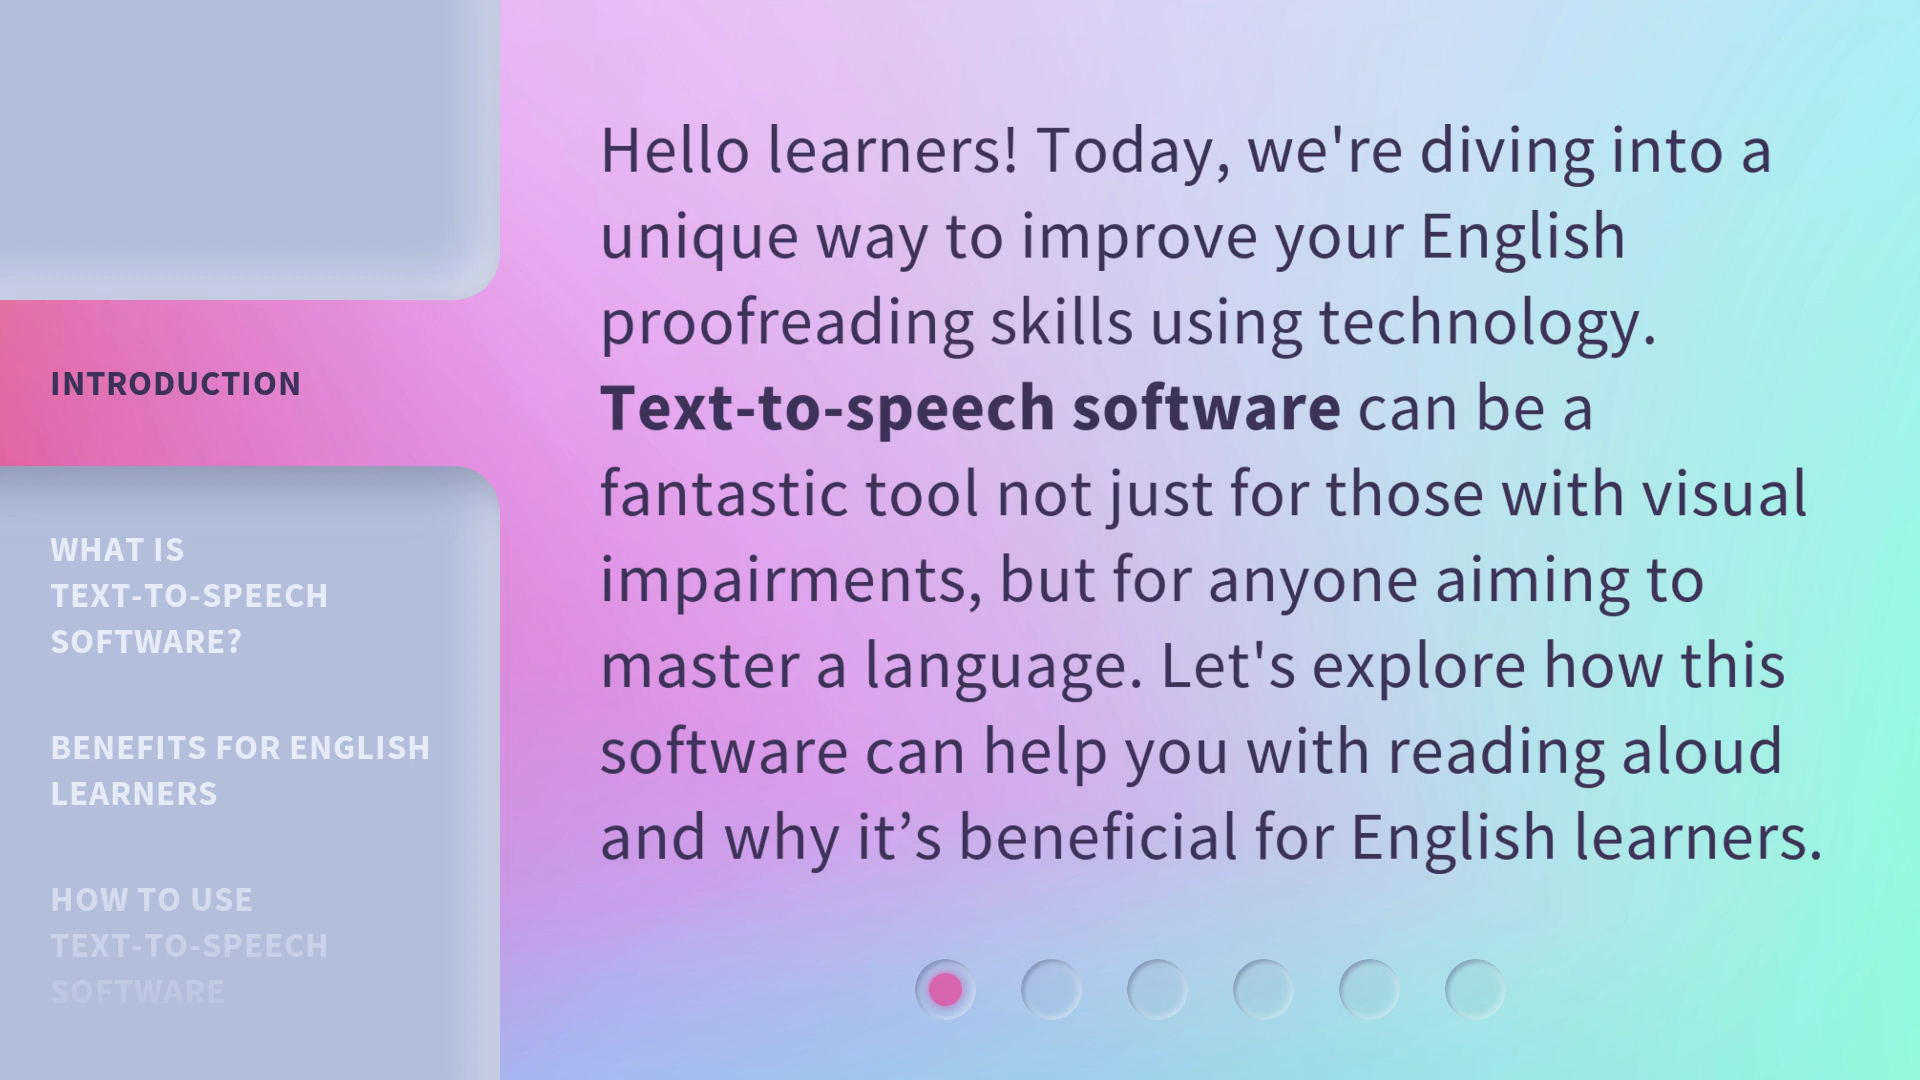 INTRODUCTION
WHAT IS
TEXT-TO-SPEECH
SOFTWARE?
BENEFITS FOR ENGLISH
LEARNERS
HOW TO USE
TEXT-TO-SPEECH
SOFTWARE
Hello learners! Today, we're diving into a
unique way to improve your English
proofreading skills using technology.
Text-to-speech software can be a
fantastic tool not just for those with visual
impairments, but for anyone aiming to
master a language. Let's explore how this
software can help you with reading aloud
and why it’s beneficial for English learners.